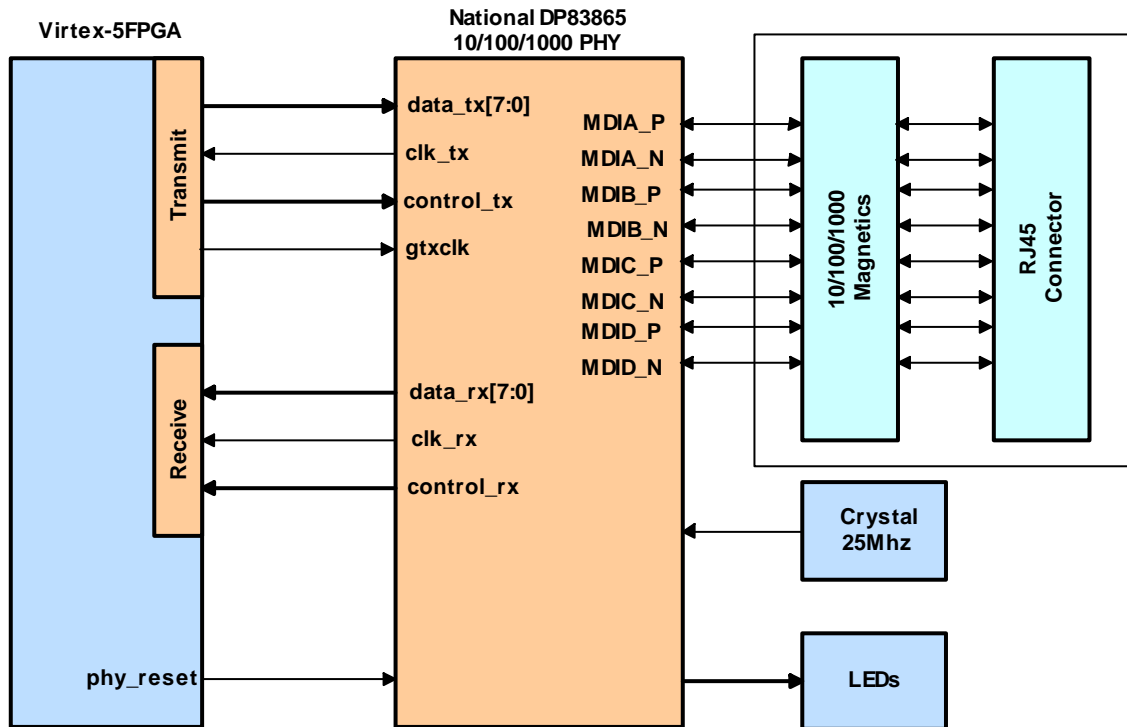 Virtex-5FPGA
National DP83865
10/100/1000 PHY
Transmit
data_tx[7:0]
clk_tx
control_tx
gtxclk
Receive
data_rx[7:0]
clk_rx
control_rx
phy_reset
MDIA_P
MDIA_N
MDIB_P
MDIB_N
MDIC_P
MDIC_N
MDID_P
MDID_N
10/100/1000
Magnetics
RJ45
Connector
Crystal
25Mhz
LEDs